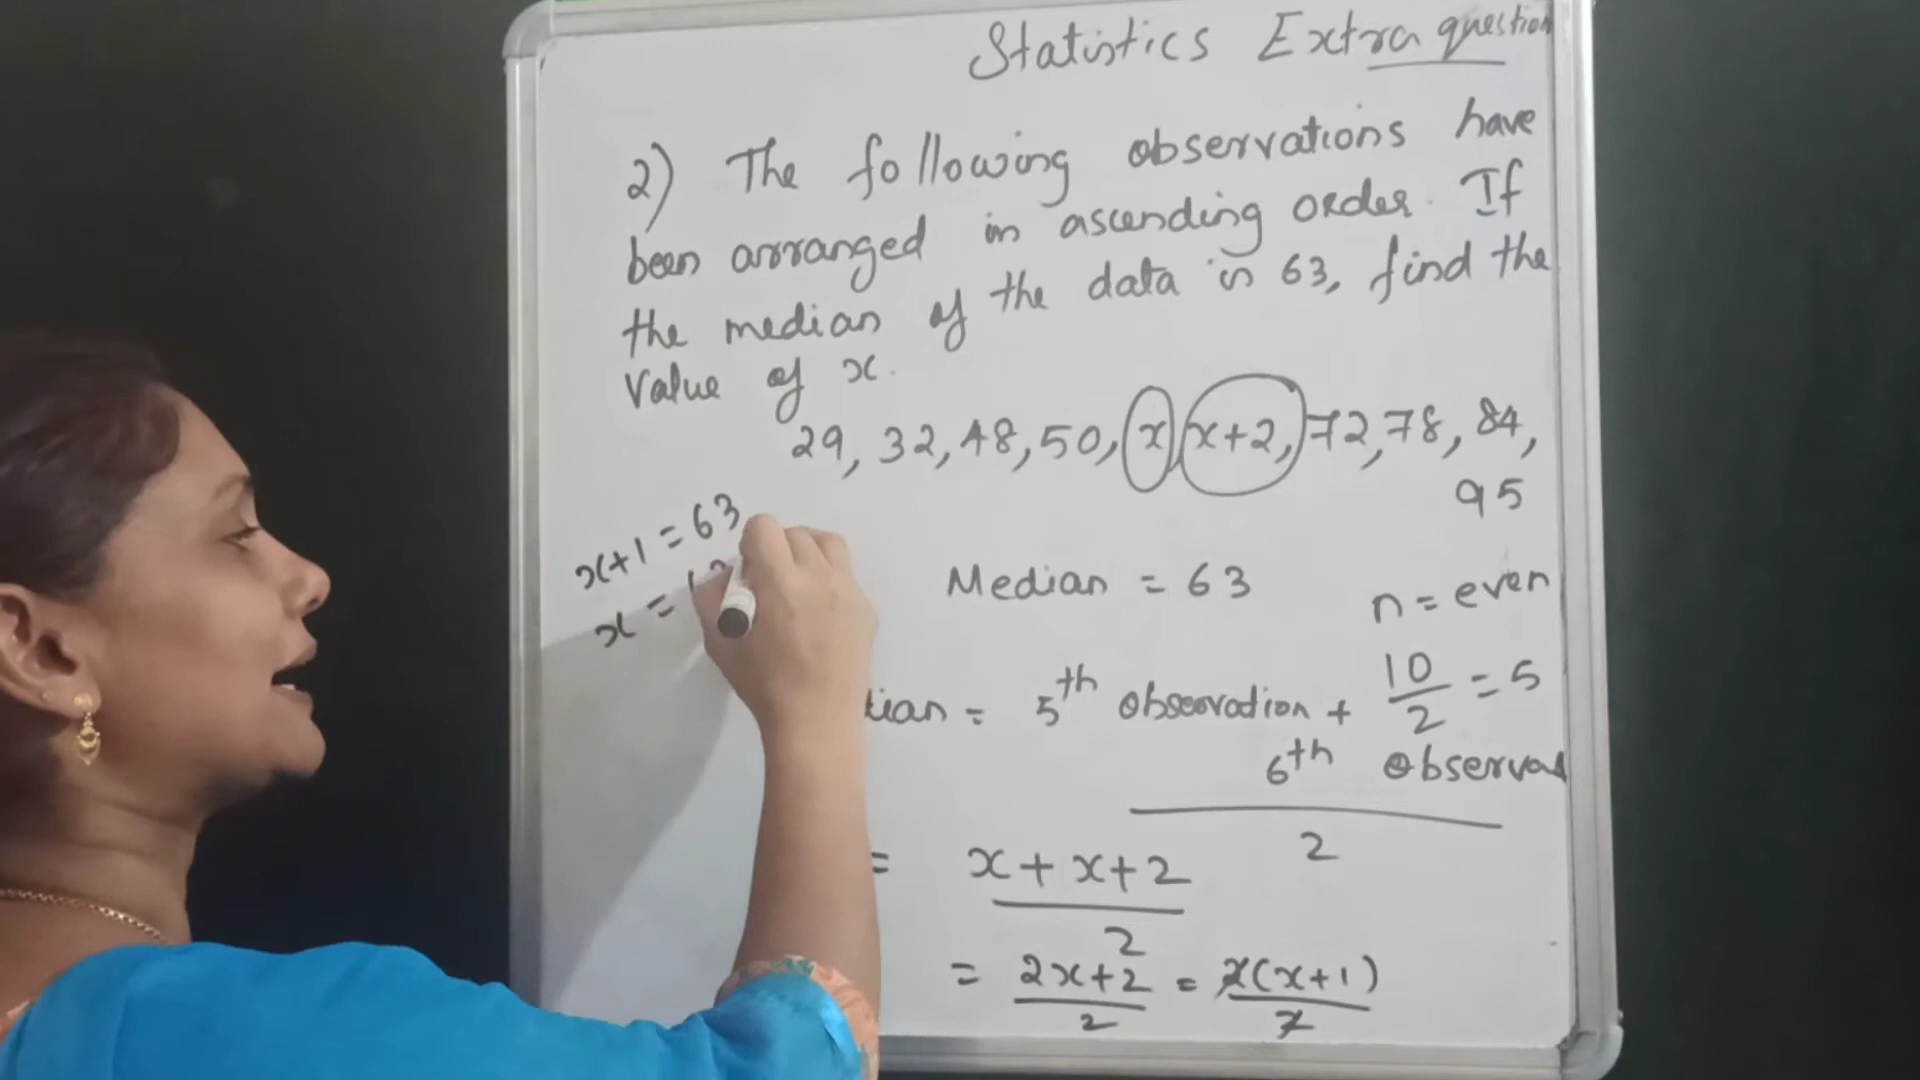 Statistics Extra question
2) The following observations have
been arranged in ascending order. If
the median of the data is 63, find the
Value of x.
29, 32, 48, 50, x, x+2, 72, 78, 84,
95
x+1 = 63
x =
Median = 63
n = even
10/2 = 5
= 5th observation +
6th
2
= x + x + 2
2
= 2x+2/2 = 2(x+1)/2